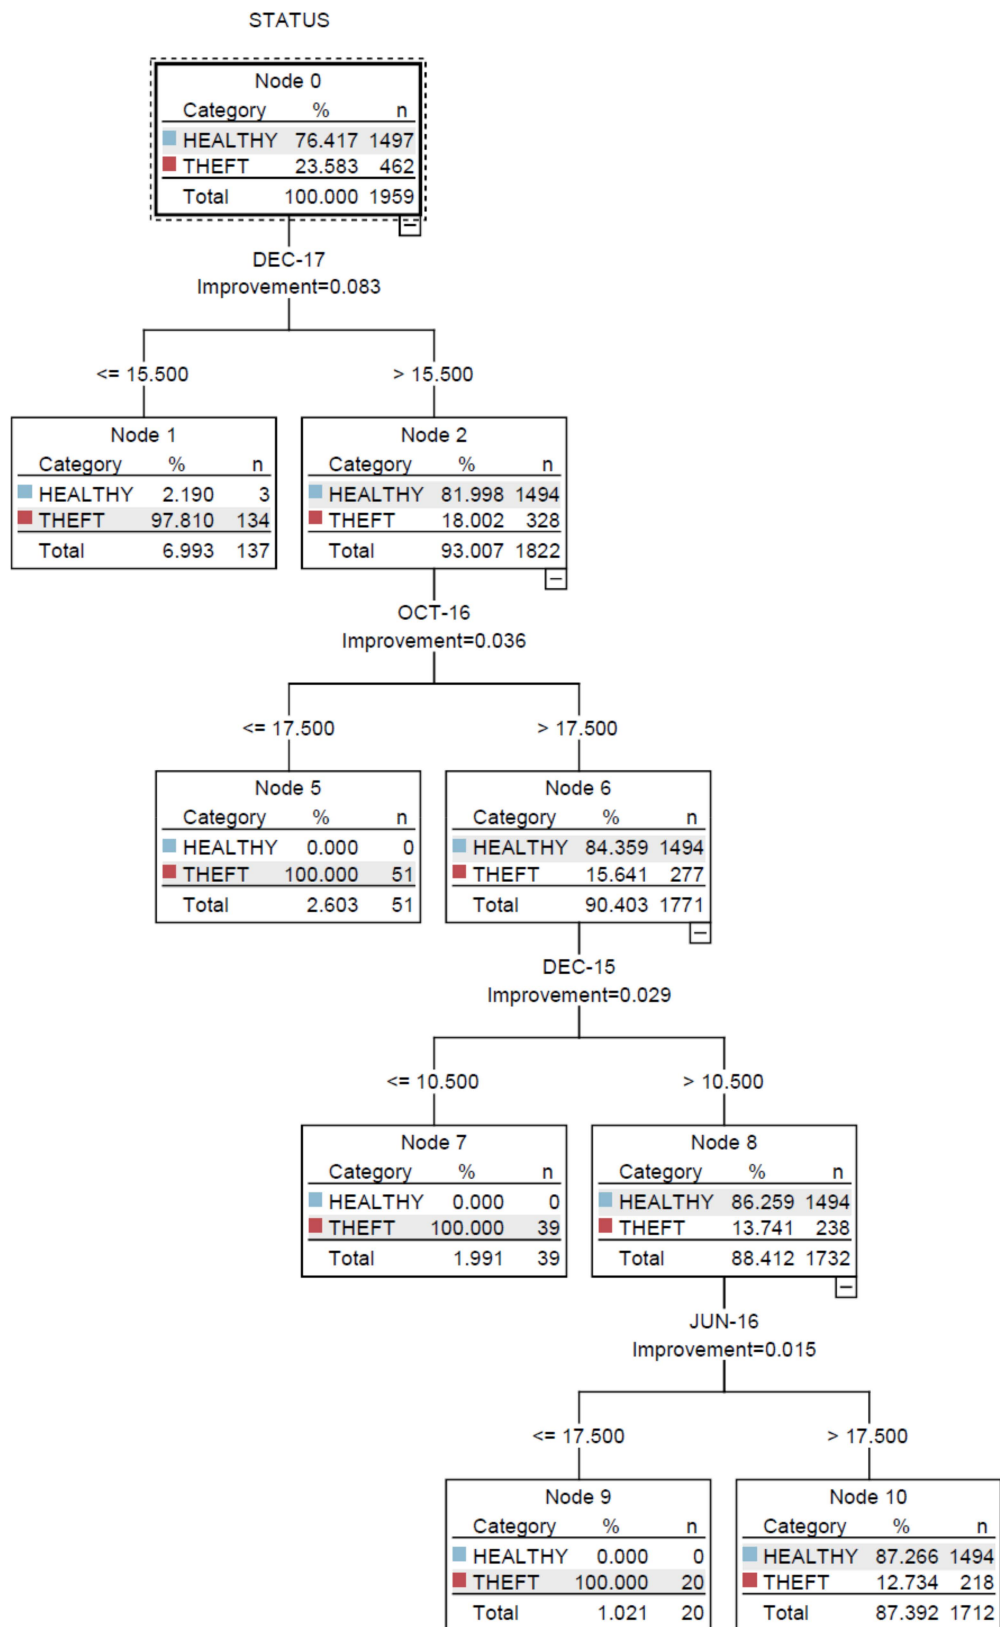 STATUS
Node 0
Category % n
HEALTHY 76.417 1497
THEFT 23.583 462
Total 100.000 1959
DEC-17
Improvement=0.083
<= 15.500 > 15.500
Node 1
Category % n
HEALTHY 2.190 3
THEFT 97.810 134
Total 6.993 137
Node 2
Category % n
HEALTHY 81.998 1494
THEFT 18.002 328
Total 93.007 1822
OCT-16
Improvement=0.036
<= 17.500 > 17.500
Node 5
Category % n
HEALTHY 0.000 0
THEFT 100.000 51
Total 2.603 51
Node 6
Category % n
HEALTHY 84.359 1494
THEFT 15.641 277
Total 90.403 1771
DEC-15
Improvement=0.029
<= 10.500 > 10.500
Node 7
Category % n
HEALTHY 0.000 0
THEFT 100.000 39
Total 1.991 39
Node 8
Category % n
HEALTHY 86.259 1494
THEFT 13.741 238
Total 88.412 1732
JUN-16
Improvement=0.015
<= 17.500 > 17.500
Node 9
Category % n
HEALTHY 0.000 0
THEFT 100.000 20
Total 1.021 20
Node 10
Category % n
HEALTHY 87.266 1494
THEFT 12.734 218
Total 87.392 1712